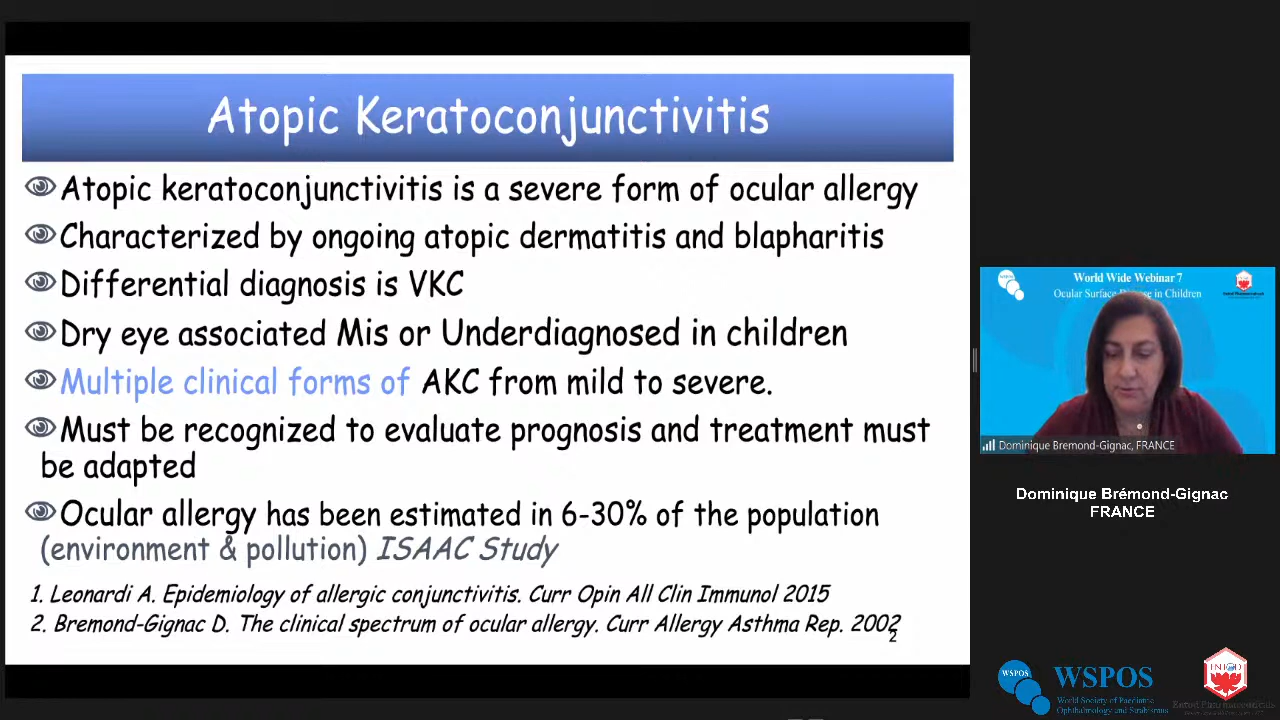 Atopic Keratoconjunctivitis
Atopic keratoconjunctivitis is a severe form of ocular allergy
Characterized by ongoing atopic dermatitis and blapharitis
Differential diagnosis is VKC
Dry eye associated Mis or Underdiagnosed in children
Multiple clinical forms of AKC from mild to severe.
Must be recognized to evaluate prognosis and treatment must
be adapted
Ocular allergy has been estimated in 6-30% of the population
(environment & pollution) ISAAC Study
1. Leonardi A. Epidemiology of allergic conjunctivitis. Curr Opin All Clin Immunol 2015
2. Bremond-Gignac D. The clinical spectrum of ocular allergy. Curr Allergy Asthma Rep. 2002
2
WSPOS
World Wide Webinar 7
Ocular Surface Disease in Children
Dominique Bremond-Gignac, FRANCE
Dominique Brémond-Gignac
FRANCE
WSPOS
WSPOS
World Society of Paediatric
Ophthalmology and Strabismus
Entod Pharmaceuticals